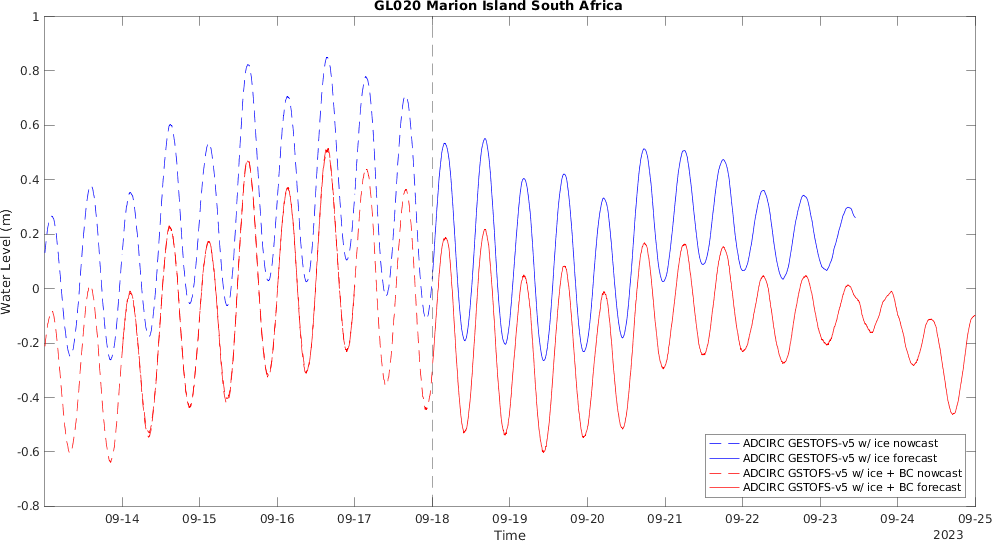 GL020 Marion Island South Africa
Water Level (m)
1
0.8
0.6
0.4
0.2
0
-0.2
-0.4
-0.6
-0.8
ADCIRC GESTOFS-v5 w/ ice nowcast
ADCIRC GESTOFS-v5 w/ ice forecast
ADCIRC GSTOFS-v5 w/ ice + BC nowcast
ADCIRC GSTOFS-v5 w/ ice + BC forecast
09-14 09-15 09-16 09-17 09-18 09-19 09-20 09-21 09-22 09-23 09-24 09-25
Time
2023